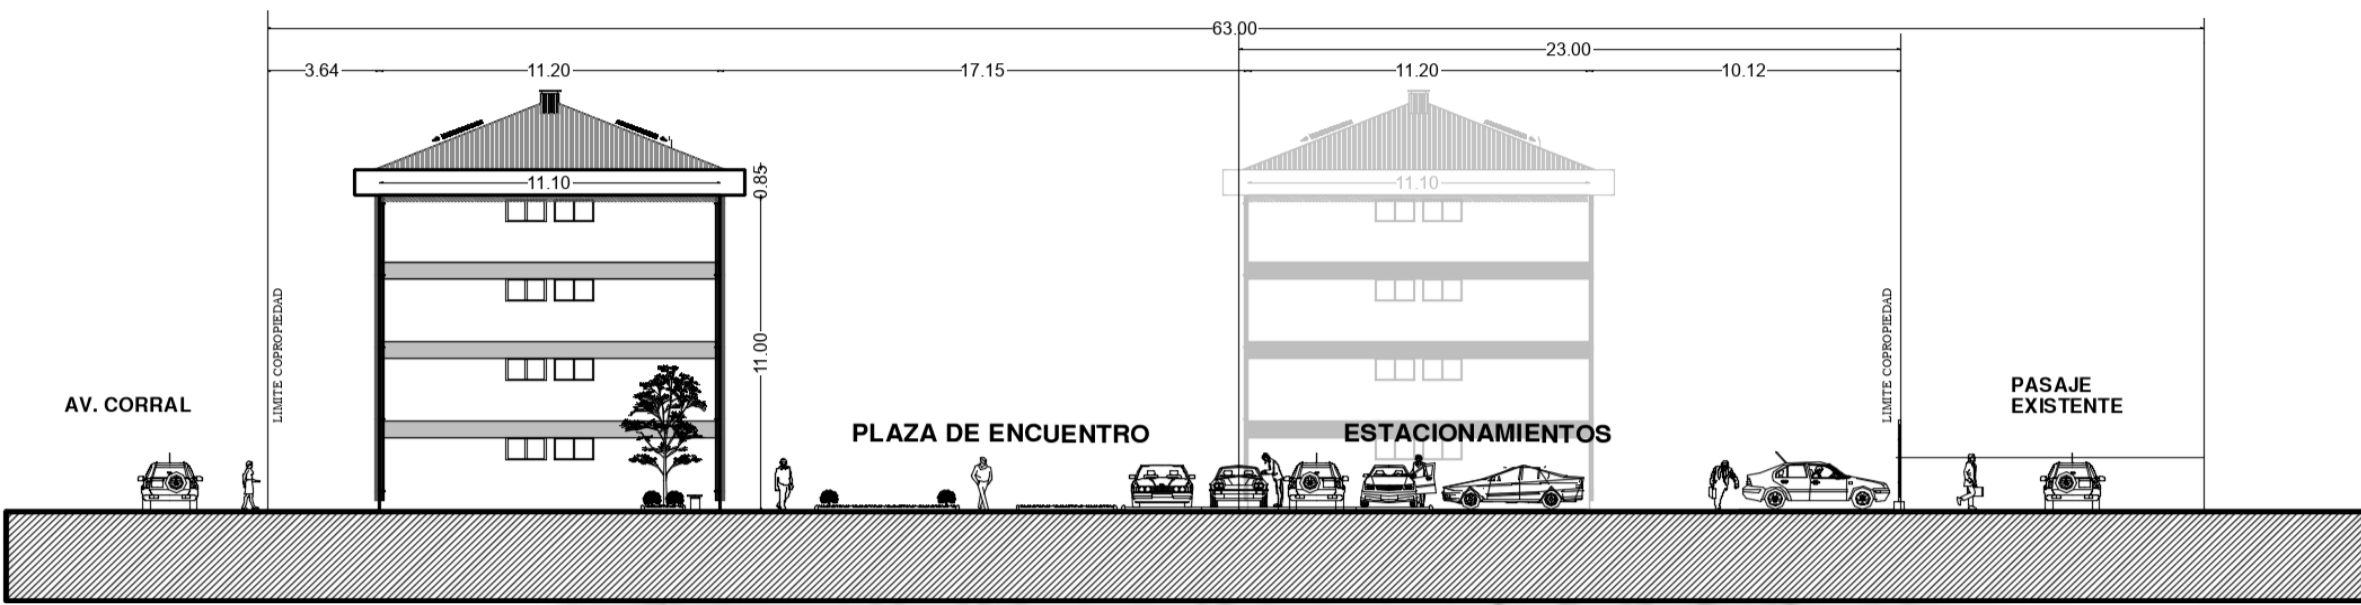 63.00
23.00
3.64
11.20
17.15
11.20
10.12
11.10
0.85
11.10
11.00
LIMITE COPROPIEDAD
LIMITE COPROPIEDAD
AV. CORRAL
PASAJE
EXISTENTE
PLAZA DE ENCUENTRO
ESTACIONAMIENTOS